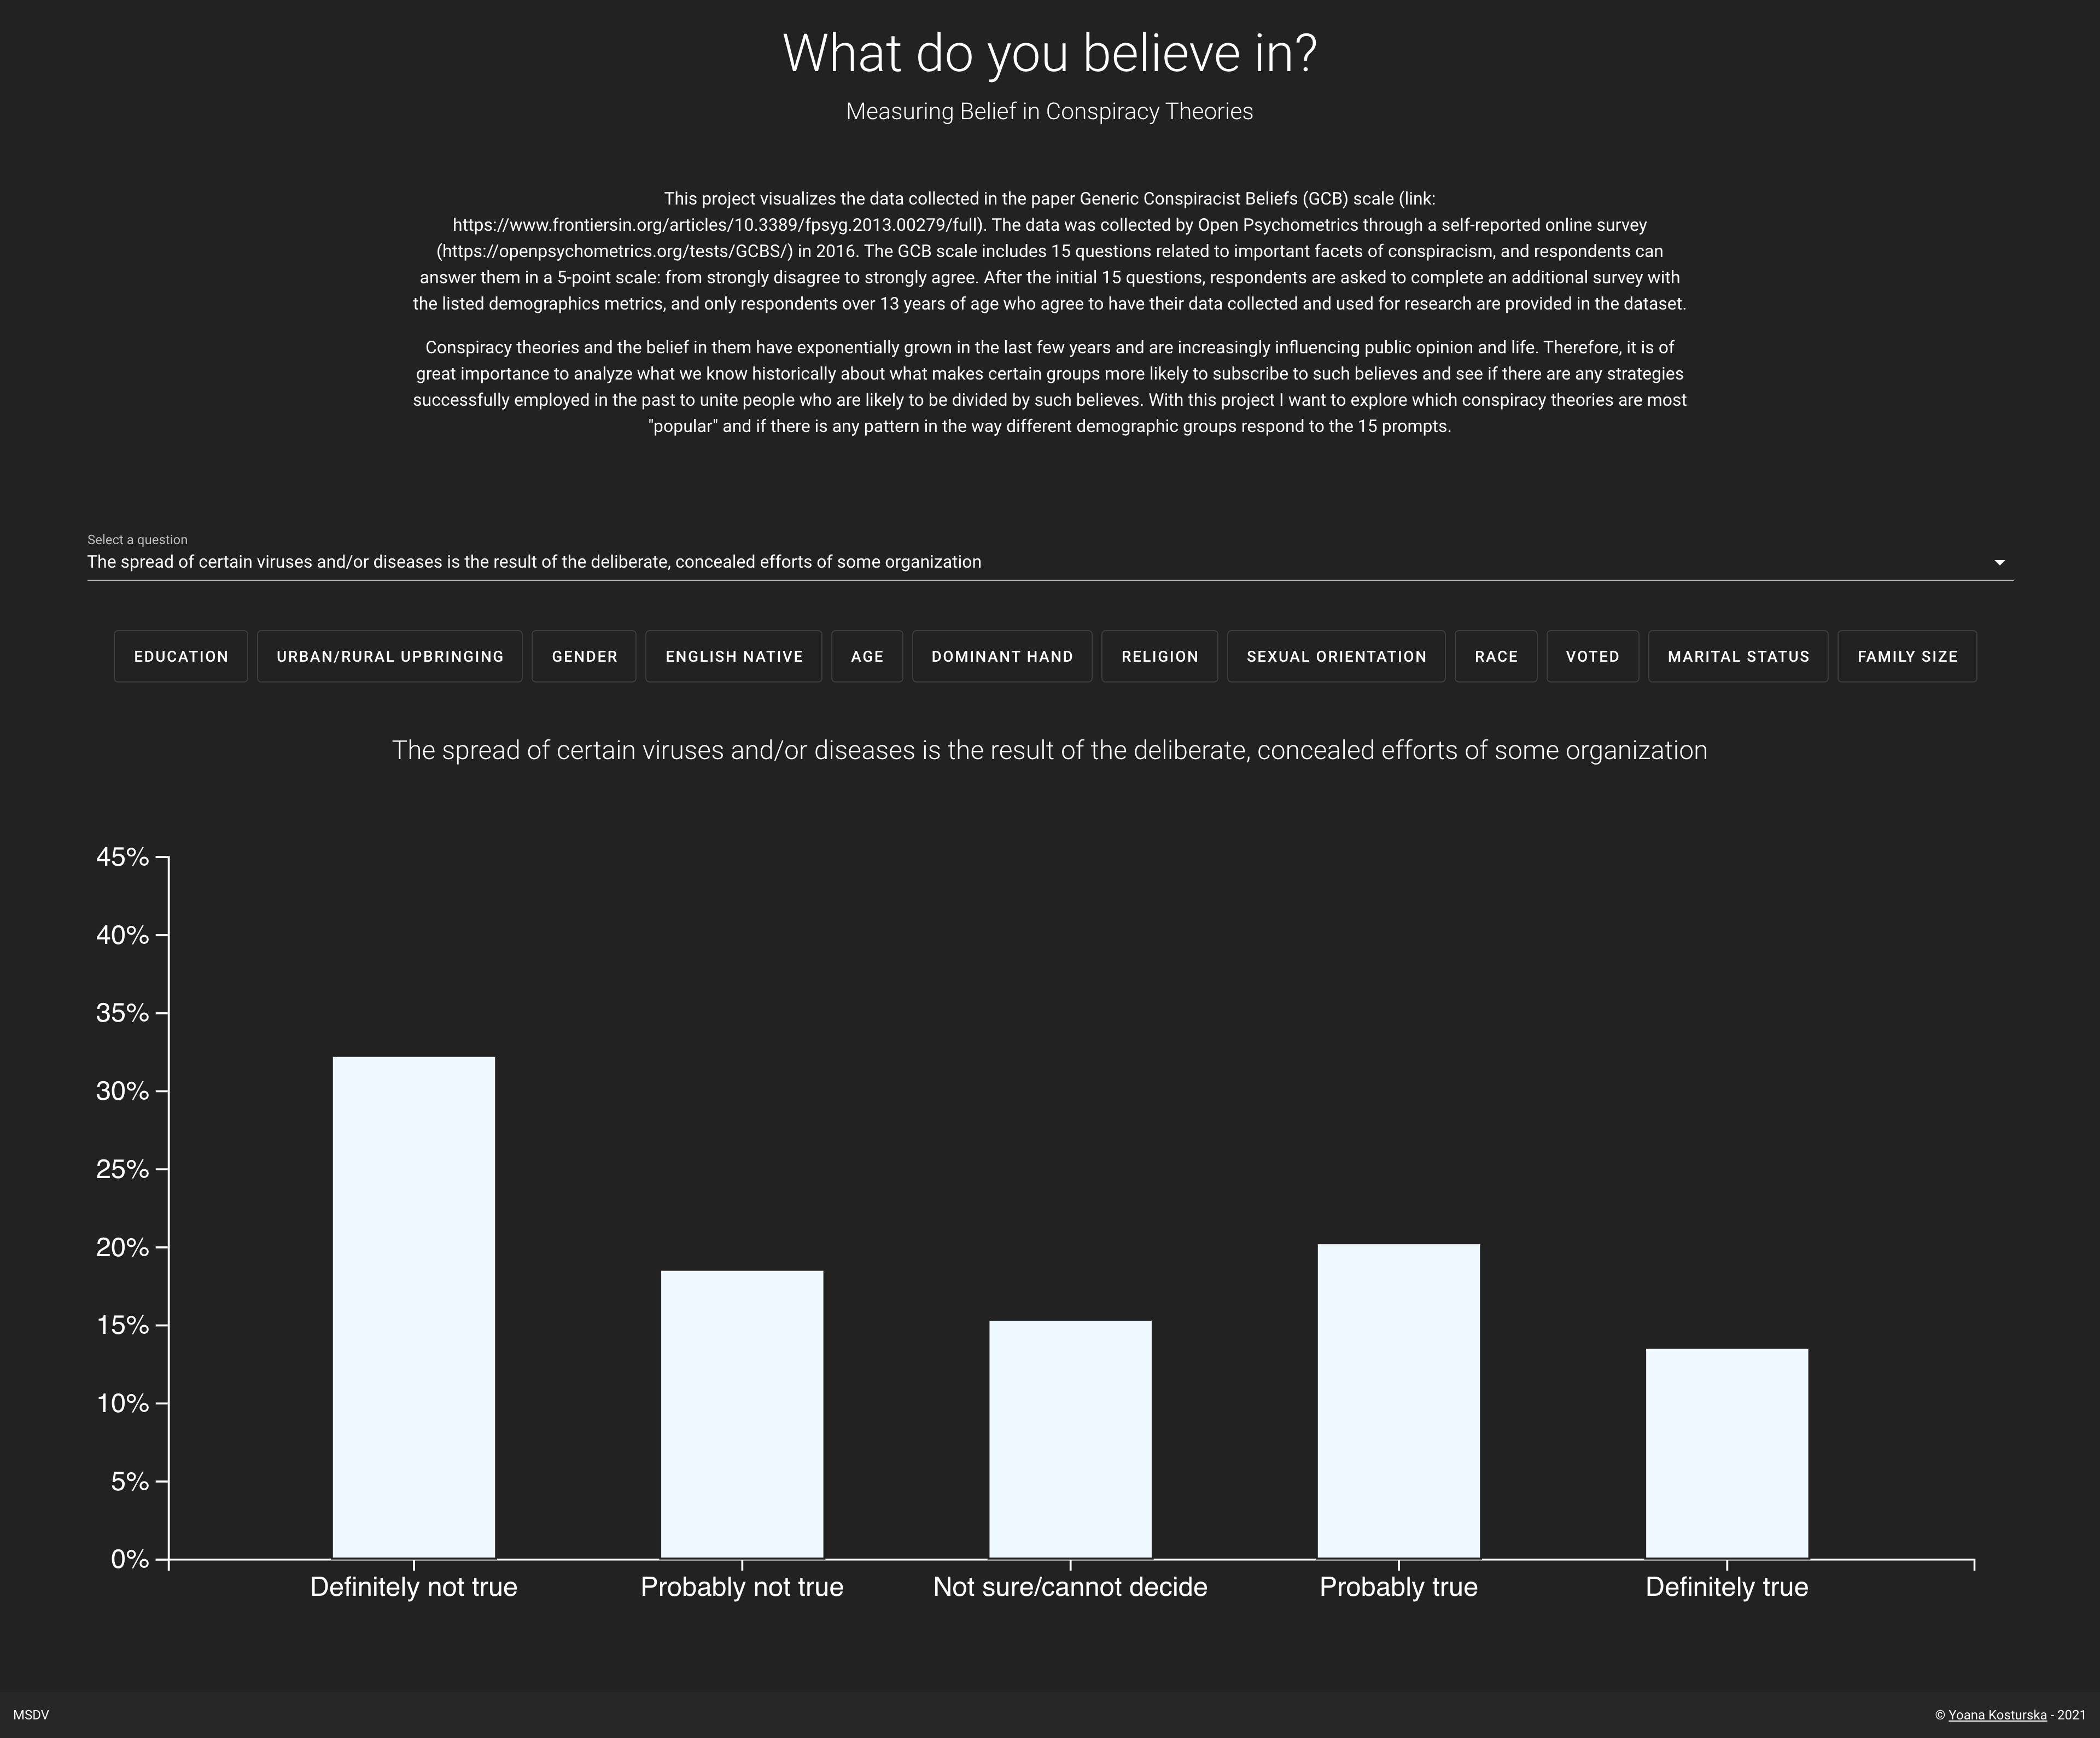 What do you believe in?
Measuring Belief in Conspiracy Theories
This project visualizes the data collected in the paper Generic Conspiracist Beliefs (GCB) scale (link:
https://www.frontiersin.org/articles/10.3389/fpsyg.2013.00279/full). The data was collected by Open Psychometrics through a self-reported online survey
(https://openpsychometrics.org/tests/GCBS/) in 2016. The GCB scale includes 15 questions related to important facets of conspiracism, and respondents can
answer them in a 5-point scale: from strongly disagree to strongly agree. After the initial 15 questions, respondents are asked to complete an additional survey with
the listed demographics metrics, and only respondents over 13 years of age who agree to have their data collected and used for research are provided in the dataset.
Conspiracy theories and the belief in them have exponentially grown in the last few years and are increasingly influencing public opinion and life. Therefore, it is of
great importance to analyze what we know historically about what makes certain groups more likely to subscribe to such believes and see if there are any strategies
successfully employed in the past to unite people who are likely to be divided by such believes. With this project I want to explore which conspiracy theories are most
"popular" and if there is any pattern in the way different demographic groups respond to the 15 prompts.
Select a question
The spread of certain viruses and/or diseases is the result of the deliberate, concealed efforts of some organization
EDUCATION URBAN/RURAL UPBRINGING GENDER ENGLISH NATIVE AGE DOMINANT HAND RELIGION SEXUAL ORIENTATION RACE VOTED MARITAL STATUS FAMILY SIZE
The spread of certain viruses and/or diseases is the result of the deliberate, concealed efforts of some organization
45%
40%
35%
30%
25%
20%
15%
10%
5%
0%
Definitely not true Probably not true Not sure/cannot decide Probably true Definitely true
MSDV © Yoana Kosturska - 2021